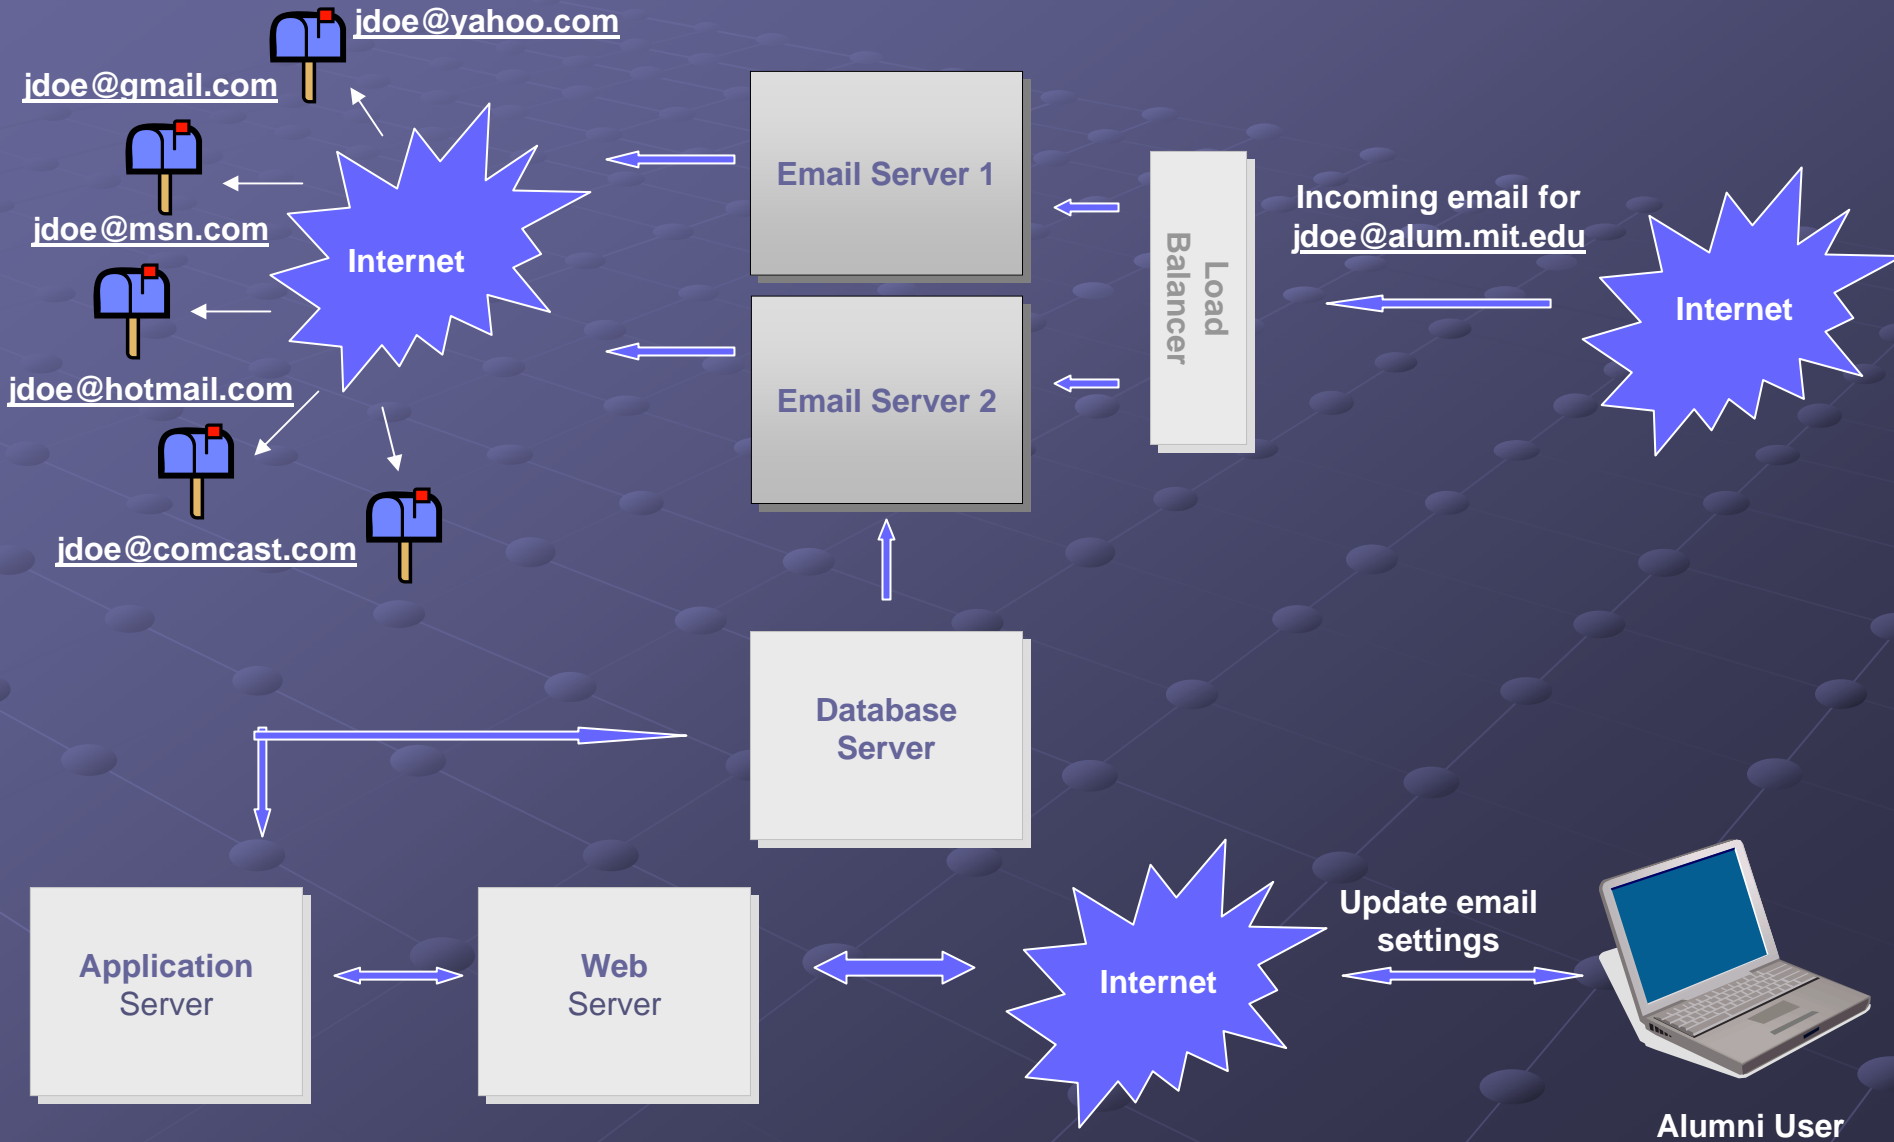 jdoe@yahoo.com
jdoe@gmail.com
jdoe@msn.com
jdoe@hotmail.com
jdoe@comcast.com
Internet
Email Server 1
Email Server 2
Load
Balancer
Incoming email for
jdoe@alum.mit.edu
Internet
Database
Server
Application
Server
Web
Server
Internet
Update email
settings
Alumni User